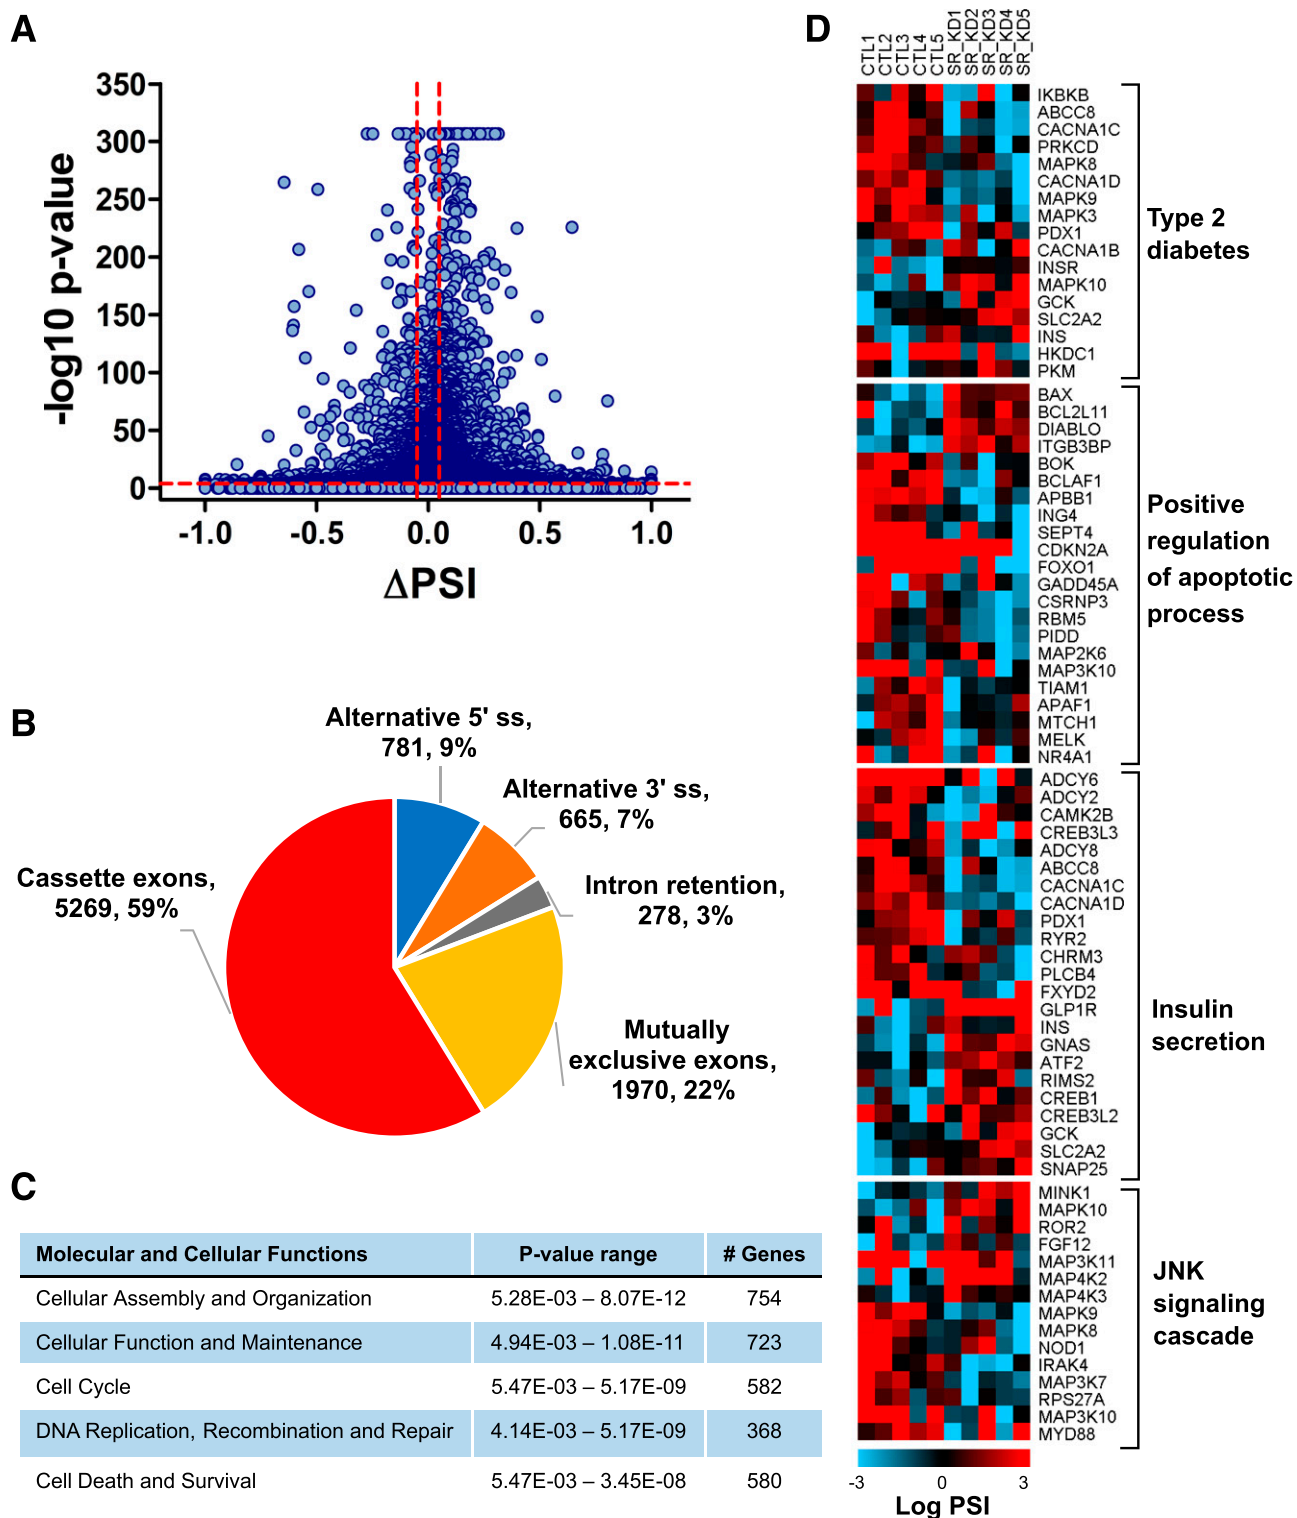 A
350
300
250
200
150
100
50
0
-log10 p-value
-1.0 -0.5 0.0 0.5 1.0
ΔPSI
B
Alternative 5' ss,
781, 9%
Alternative 3' ss,
665, 7%
Intron retention,
278, 3%
Mutually
exclusive exons,
1970, 22%
Cassette exons,
5269, 59%
C
Molecular and Cellular Functions P-value range # Genes
Cellular Assembly and Organization 5.28E-03 – 8.07E-12 754
Cellular Function and Maintenance 4.94E-03 – 1.08E-11 723
Cell Cycle 5.47E-03 – 5.17E-09 582
DNA Replication, Recombination and Repair 4.14E-03 – 5.17E-09 368
Cell Death and Survival 5.47E-03 – 3.45E-08 580
D
CTL1
CTL2
CTL3
CTL4
CTL5
SR_KD1
SR_KD2
SR_KD3
SR_KD4
SR_KD5
IKBKB
ABCC8
CACNA1C
PRKCD
MAPK8
CACNA1D
MAPK9
MAPK3
PDX1
CACNA1B
INSR
MAPK10
GCK
SLC2A2
INS
HKDC1
PKM
Type 2
diabetes
BAX
BCL2L11
DIABLO
ITGB3BP
BOK
BCLAF1
APBB1
ING4
SEPT4
CDKN2A
FOXO1
GADD45A
CSRNP3
RBM5
PIDD
MAP2K6
MAP3K10
TIAM1
APAF1
MTCH1
MELK
NR4A1
Positive
regulation
of apoptotic
process
ADCY6
ADCY2
CAMK2B
CREB3L3
ADCY8
ABCC8
CACNA1C
CACNA1D
PDX1
RYR2
CHRM3
PLCB4
FXYD2
GLP1R
INS
GNAS
ATF2
RIMS2
CREB1
CREB3L2
GCK
SLC2A2
SNAP25
Insulin
secretion
MINK1
MAPK10
ROR2
FGF12
MAP3K11
MAP4K2
MAP4K3
MAPK9
MAPK8
NOD1
IRAK4
MAP3K7
RPS27A
MAP3K10
MYD88
JNK
signaling
cascade
-3 0 3
Log PSI